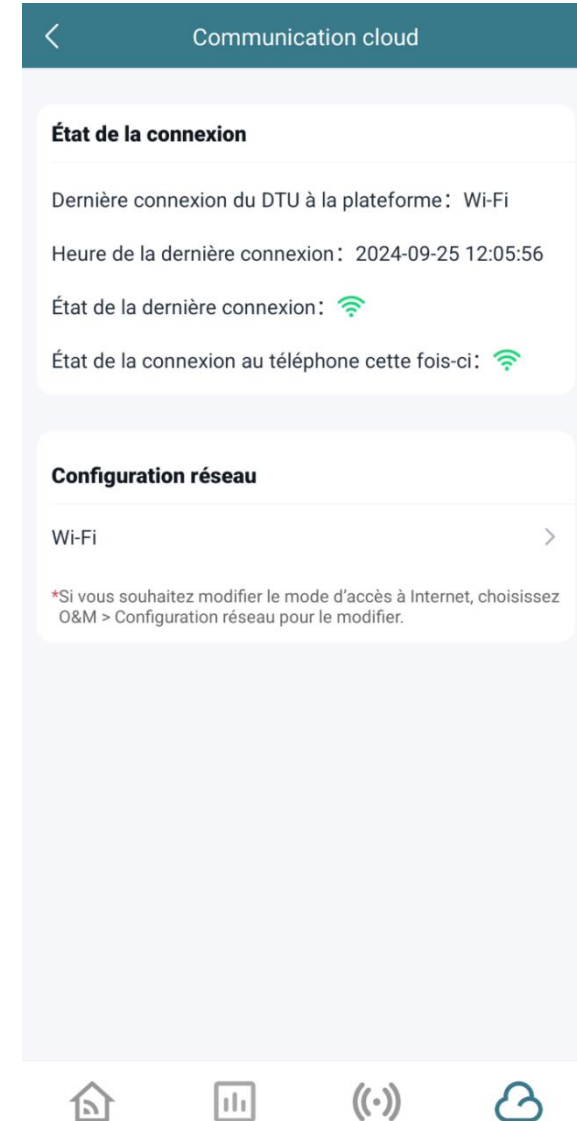 Communication cloud
État de la connexion
Dernière connexion du DTU à la plateforme： Wi-Fi
Heure de la dernière connexion： 2024-09-25 12:05:56
État de la dernière connexion：
État de la connexion au téléphone cette fois-ci：
Configuration réseau
Wi-Fi
*Si vous souhaitez modifier le mode d’accès à Internet, choisissez
O&M > Configuration réseau pour le modifier.